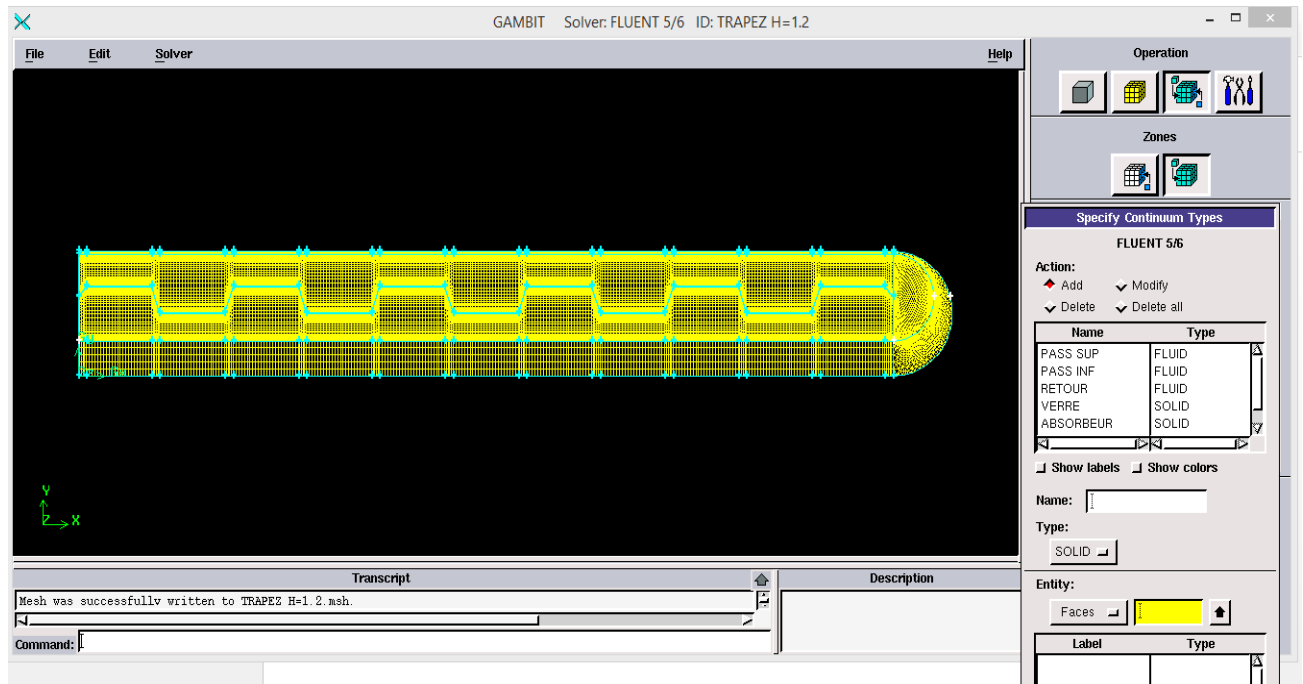 GAMBIT Solver: FLUENT 5/6 ID: TRAPEZ H=1.2
File Edit Solver Help
Operation
Zones
Specify Continuum Types
FLUENT 5/6
Action:
Add Modify
Delete Delete all
Name Type
PASS SUP FLUID
PASS INF FLUID
RETOUR FLUID
VERRE SOLID
ABSORBEUR SOLID
Show labels Show colors
Name:
Type:
SOLID
Entity:
Faces
Label Type
Y
Z X
Transcript
Mesh was successfully written to TRAPEZ H=1.2.msh.
Command:
Description